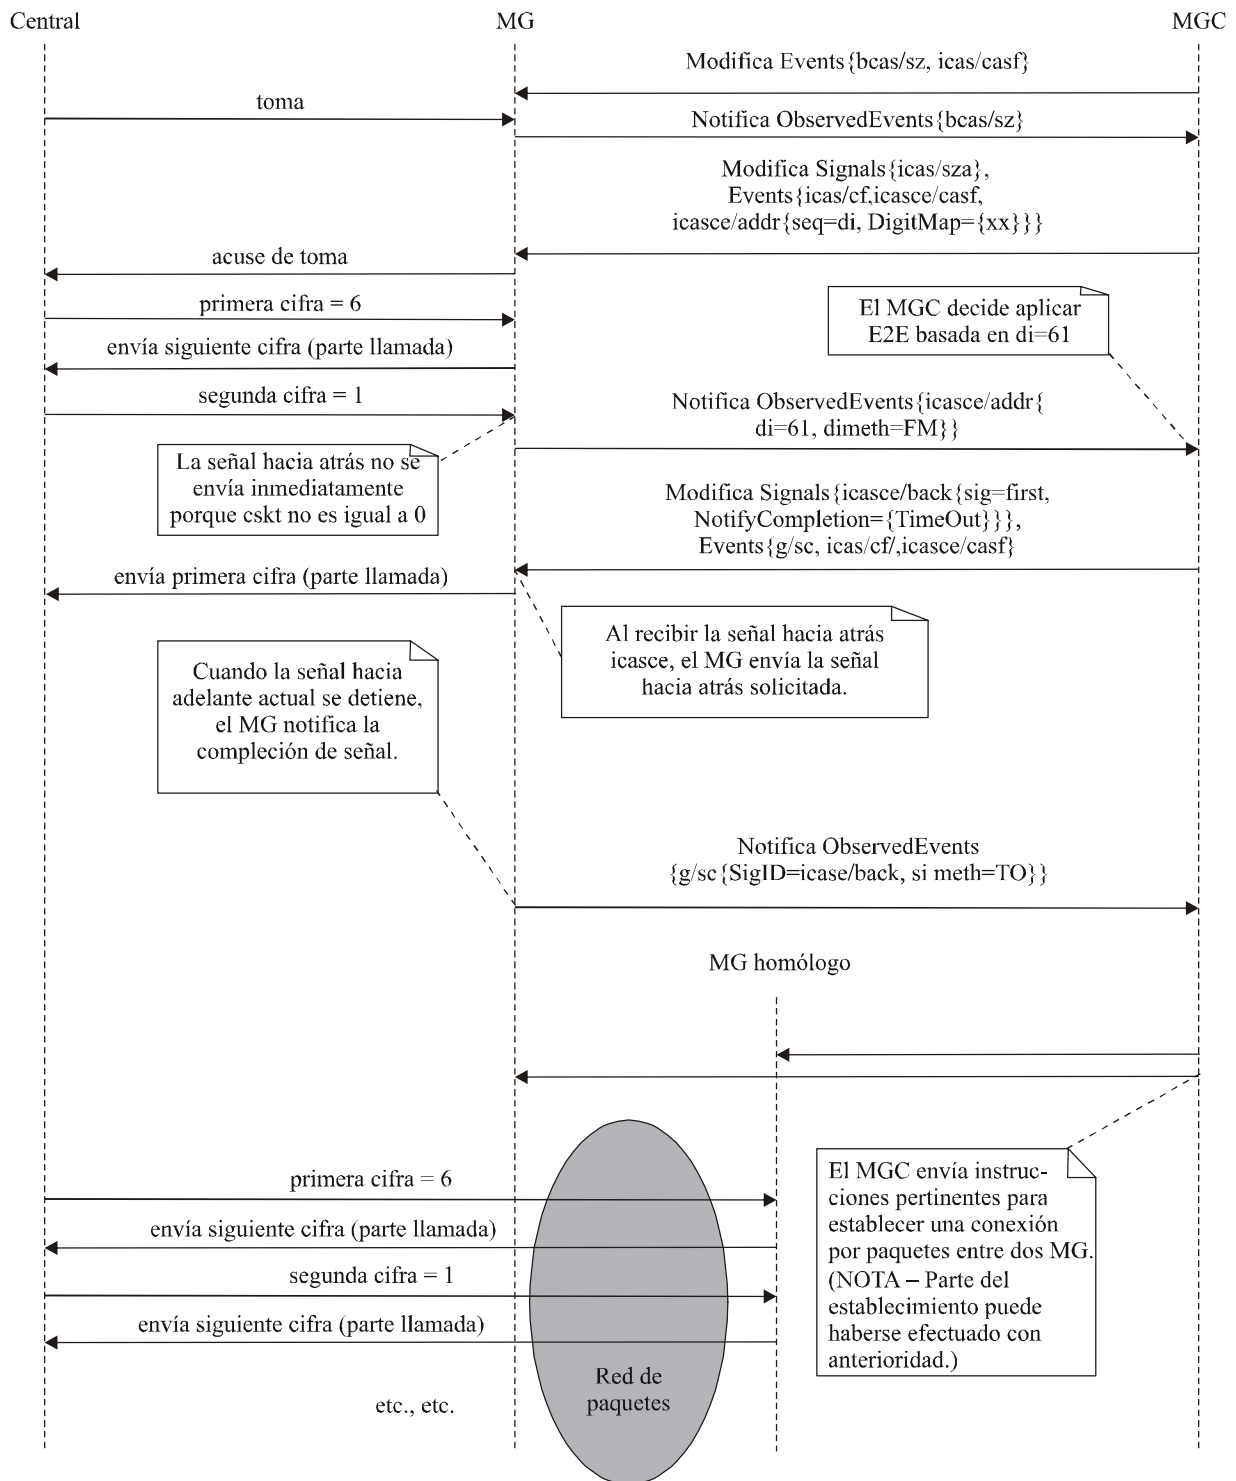 Central
MG
MGC
Modifica Events{bcas/sz, icas/casf}
toma
Notifica ObservedEvents{bcas/sz}
Modifica Signals{icas/sza},
Events{icas/cf,icasce/casf,
icasce/addr{seq=di, DigitMap={xx}}}
acuse de toma
primera cifra = 6
El MGC decide aplicar
E2E basada en di=61
envía siguiente cifra (parte llamada)
segunda cifra = 1
Notifica ObservedEvents{icasce/addr{
di=61, dimeth=FM}}
La señal hacia atrás no se
envía inmediatamente
porque cskt no es igual a 0
Modifica Signals{icasce/back{sig=first,
NotifyCompletion={TimeOut}}},
Events{g/sc, icas/cf/,icasce/casf}
envía primera cifra (parte llamada)
Al recibir la señal hacia atrás
icasce, el MG envía la señal
hacia atrás solicitada.
Cuando la señal hacia
adelante actual se detiene,
el MG notifica la
compleción de señal.
Notifica ObservedEvents
{g/sc{SigID=icase/back, si meth=TO}}
MG homólogo
El MGC envía instruc-
ciones pertinentes para
establecer una conexión
por paquetes entre dos MG.
(NOTA – Parte del
establecimiento puede
haberse efectuado con
anterioridad.)
primera cifra = 6
envía siguiente cifra (parte llamada)
segunda cifra = 1
envía siguiente cifra (parte llamada)
Red de
paquetes
etc., etc.